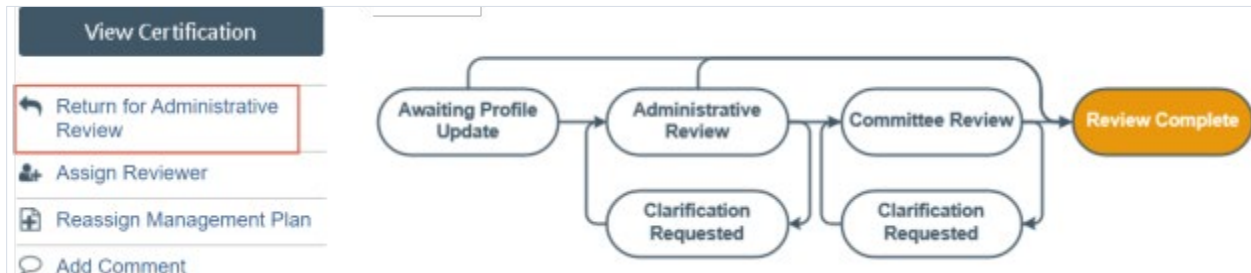 View Certification
Return for Administrative
Review
Assign Reviewer
Reassign Management Plan
Add Comment
Awaiting Profile
Update
Administrative
Review
Committee Review
Review Complete
Clarification
Requested
Clarification
Requested